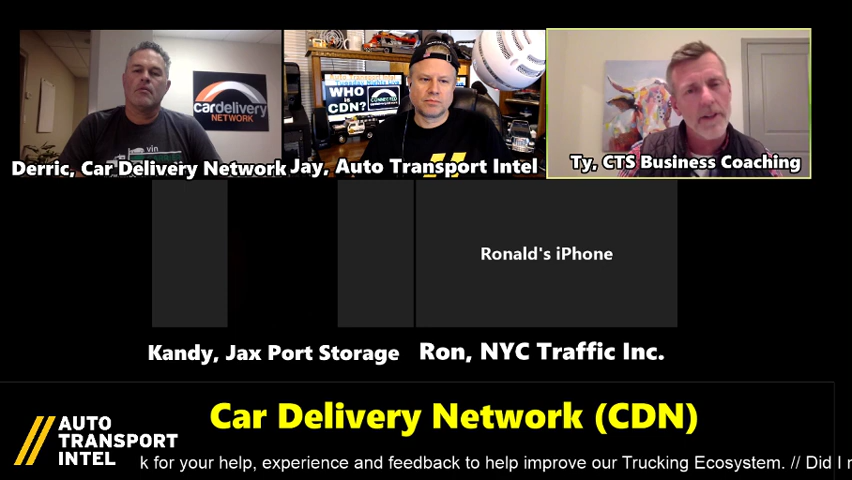 car delivery
NETWORK
WHO
is
CDN?
vin
Derric, Car Delivery Network
Jay, Auto Transport Intel
Ty, CTS Business Coaching
Ronald's iPhone
Kandy, Jax Port Storage
Ron, NYC Traffic Inc.
Car Delivery Network (CDN)
AUTO
TRANSPORT
INTEL
k for your help, experience and feedback to help improve our Trucking Ecosystem. // Did I